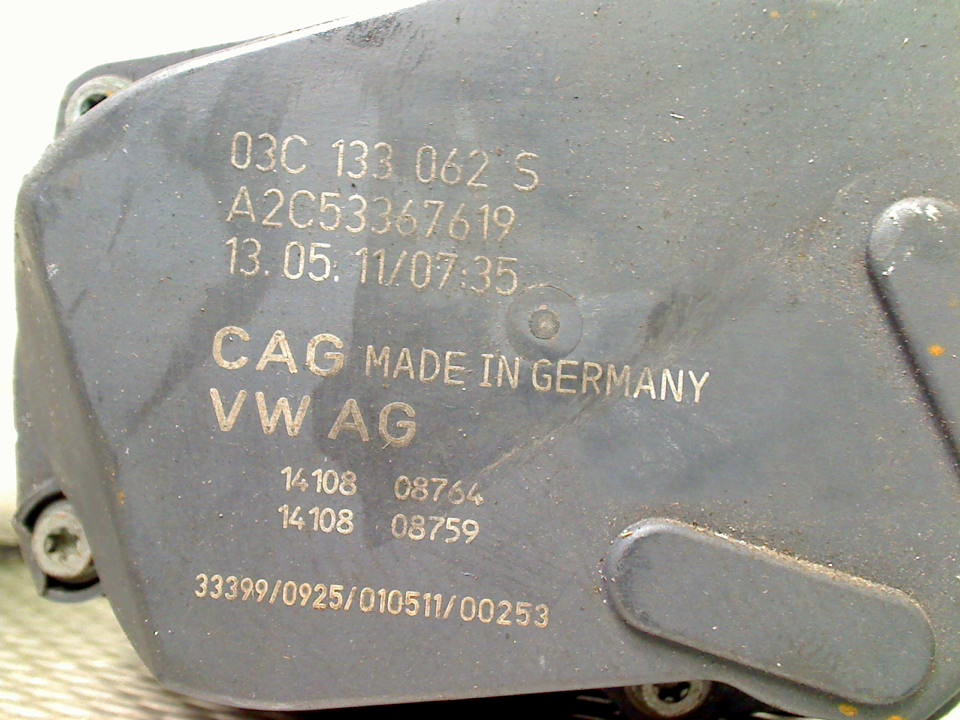 03C 133 062 S
A2C53367619
13.05.11/07:35
CAG MADE IN GERMANY
VW AG
14108 08764
14108 08759
33399/0925/010511/00253